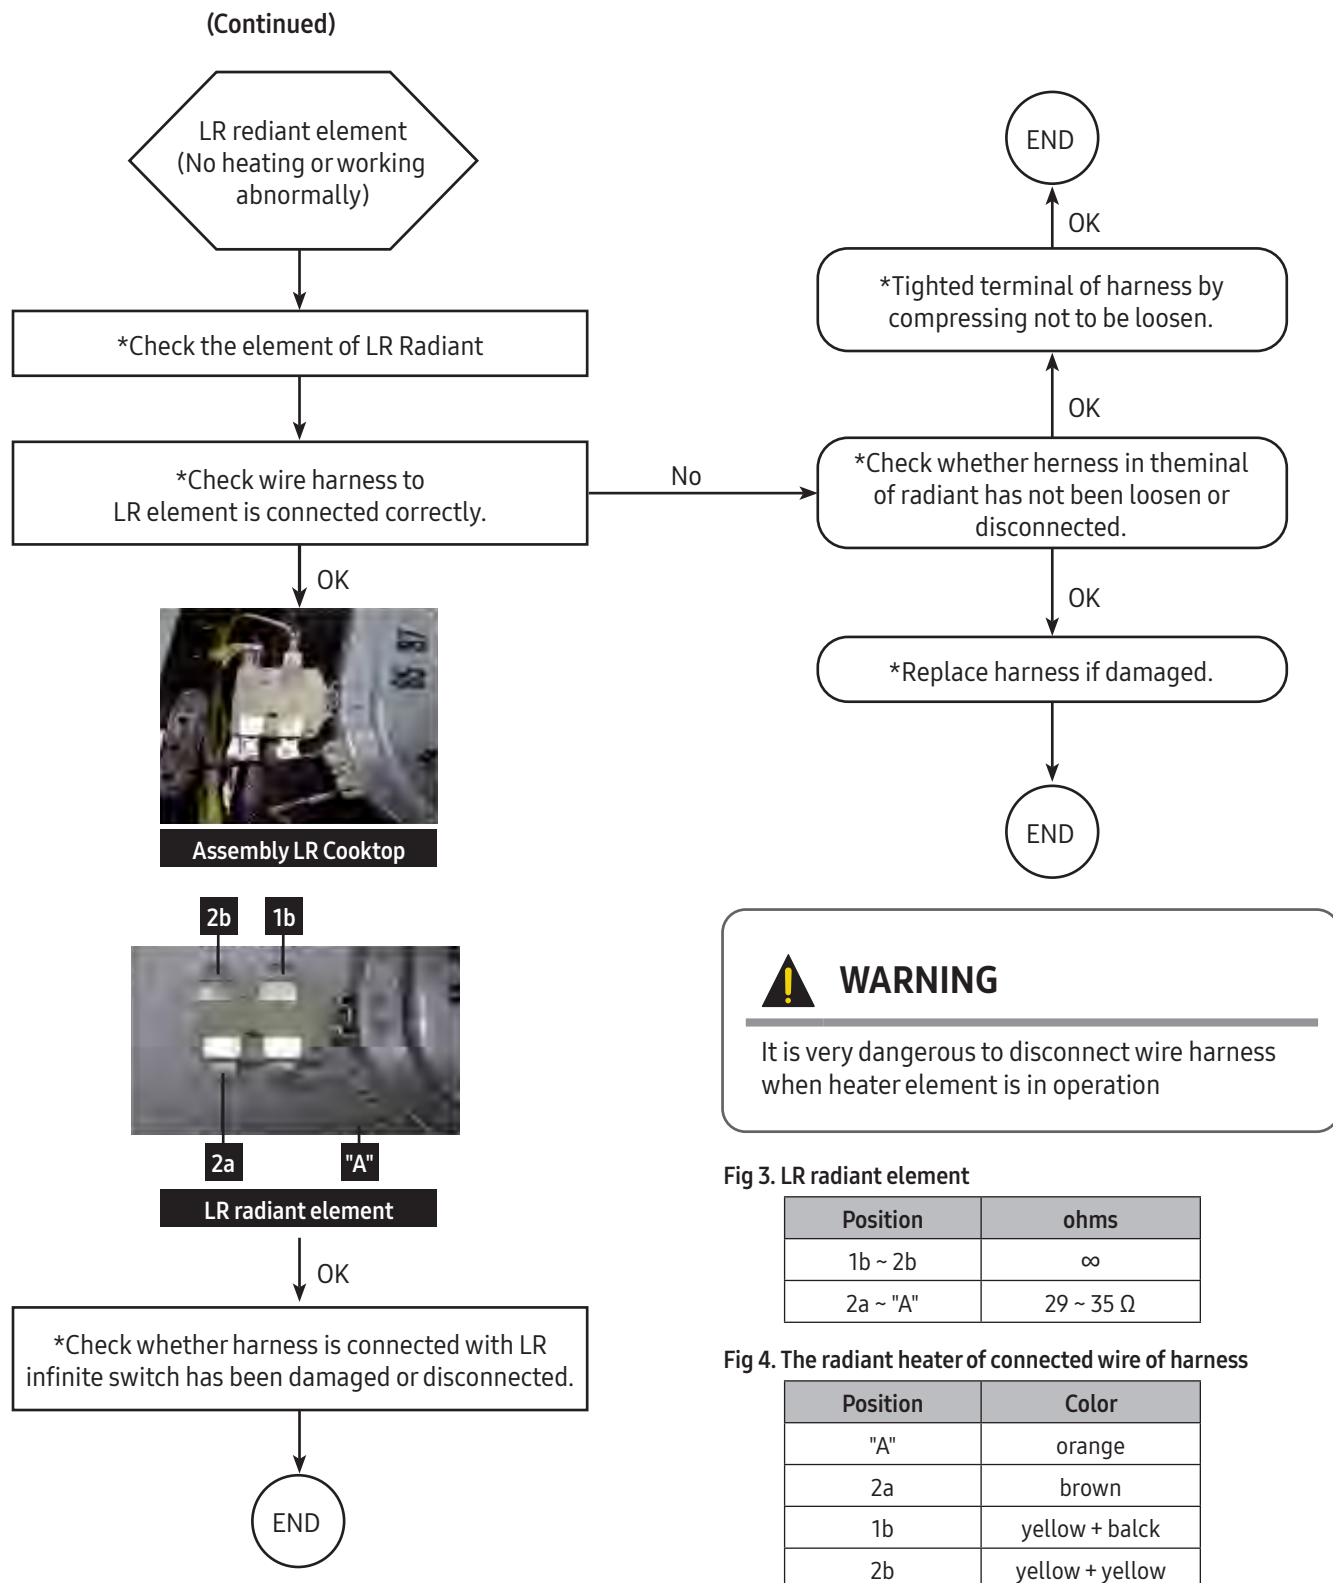 (Continued)
LR rediant element
(No heating or working
abnormally)
*Check the element of LR Radiant
*Check wire harness to
LR element is connected correctly.
No
OK
Assembly LR Cooktop
2b
1b
2a
"A"
LR radiant element
OK
*Check whether harness is connected with LR
infinite switch has been damaged or disconnected.
END
END
OK
*Tighted terminal of harness by
compressing not to be loosen.
OK
*Check whether herness in theminal
of radiant has not been loosen or
disconnected.
OK
*Replace harness if damaged.
END
WARNING
It is very dangerous to disconnect wire harness
when heater element is in operation
Fig 3. LR radiant element
Position ohms
1b ~ 2b ∞
2a ~ "A" 29 ~ 35 Ω
Fig 4. The radiant heater of connected wire of harness
Position Color
"A" orange
2a brown
1b yellow + balck
2b yellow + yellow